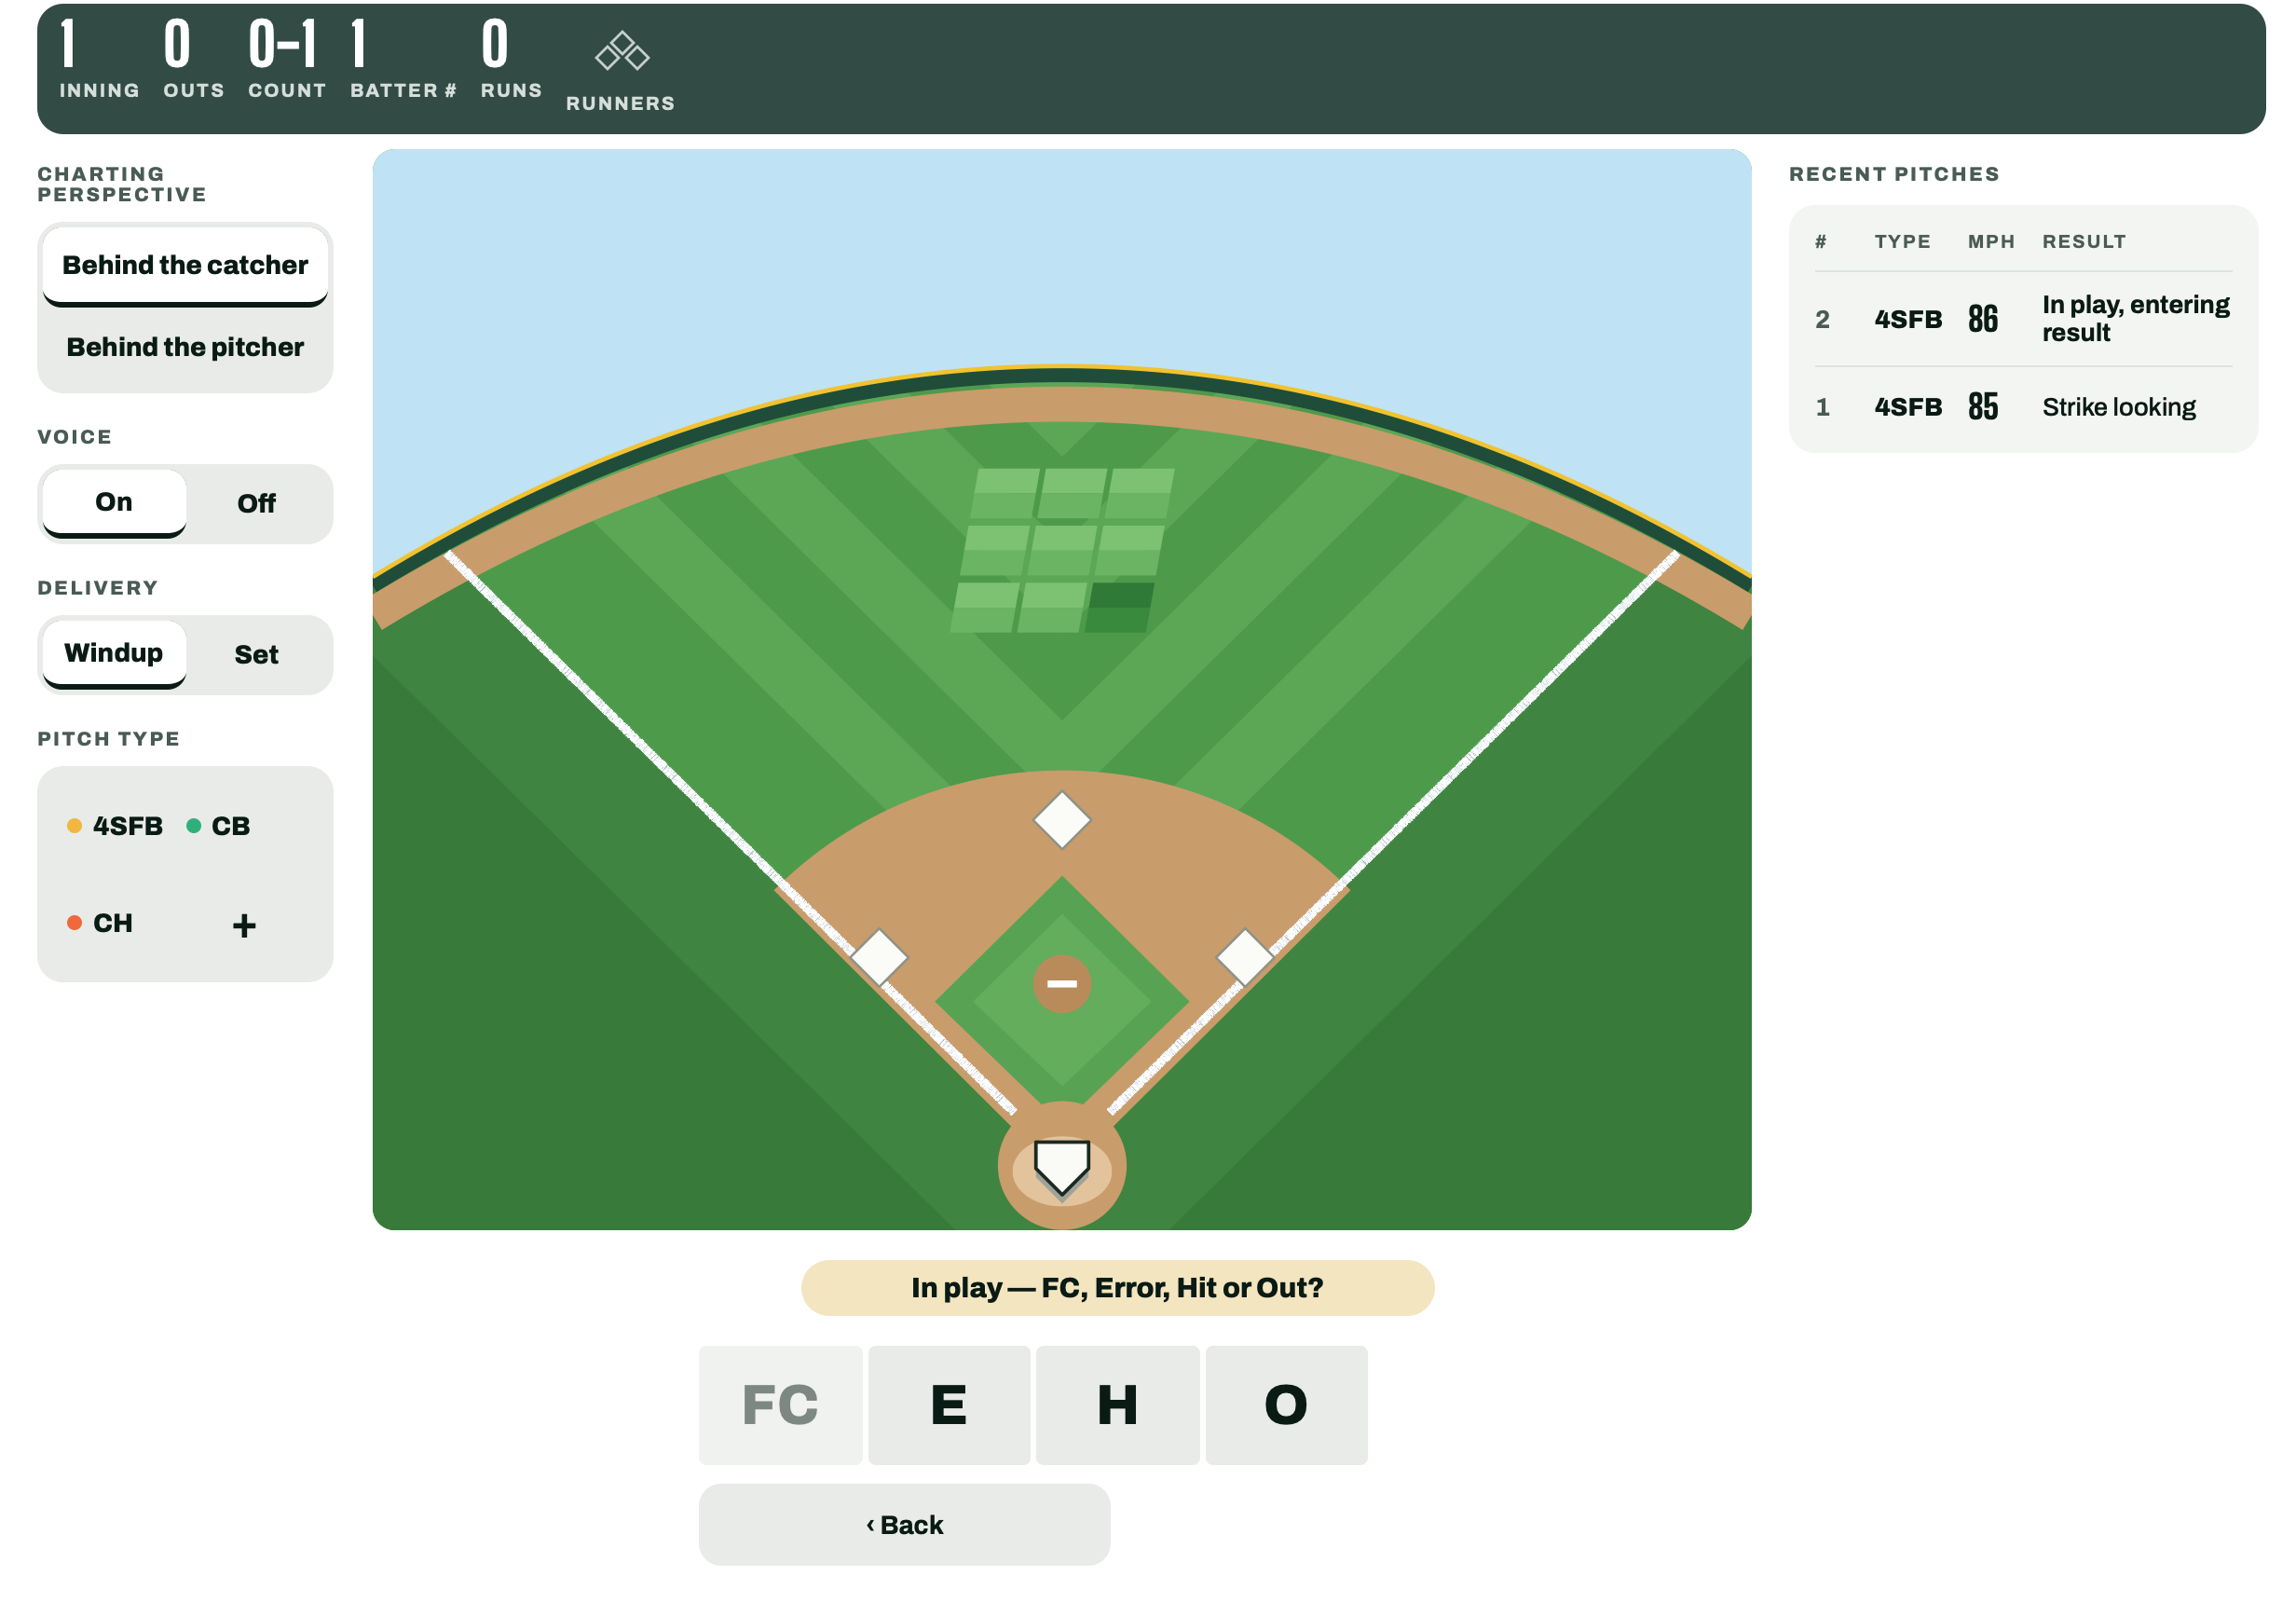 1 0 0–1 1 0
INNING OUTS COUNT BATTER # RUNS RUNNERS
CHARTING
PERSPECTIVE
Behind the catcher
Behind the pitcher
VOICE
On Off
DELIVERY
Windup Set
PITCH TYPE
4SFB CB
CH +
RECENT PITCHES
# TYPE MPH RESULT
2 4SFB 86 In play, entering
result
1 4SFB 85 Strike looking
In play — FC, Error, Hit or Out?
FC E H O
‹ Back